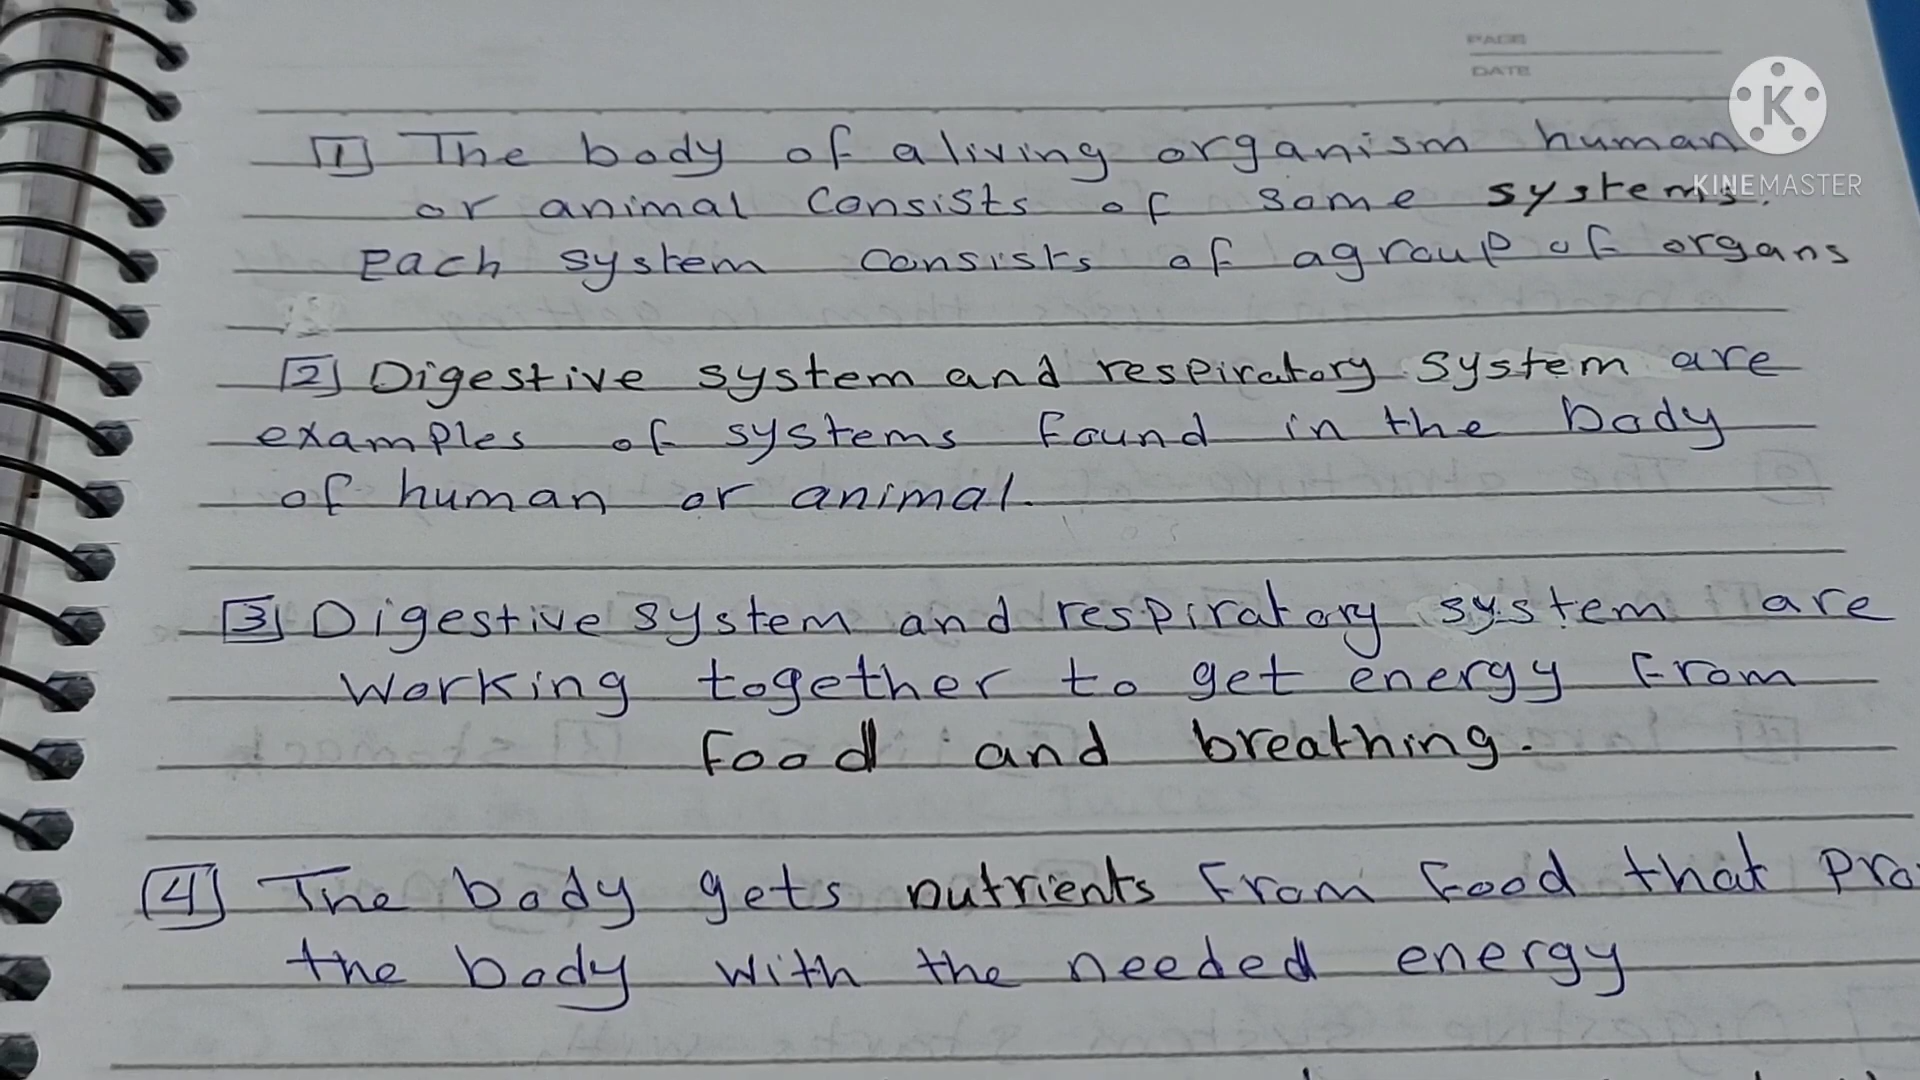 PAGE
DATE
K
KINEMASTER
1 The body of a living organism human
or animal consists of some systems.
Each system consists of agroup of organs
2 Digestive system and respiratory system are
examples of systems found in the body
of human or animal.
3 Digestive system and respiratory system are
working together to get energy from
food and breathing.
4 The body gets nutrients from food that pro
the body with the needed energy